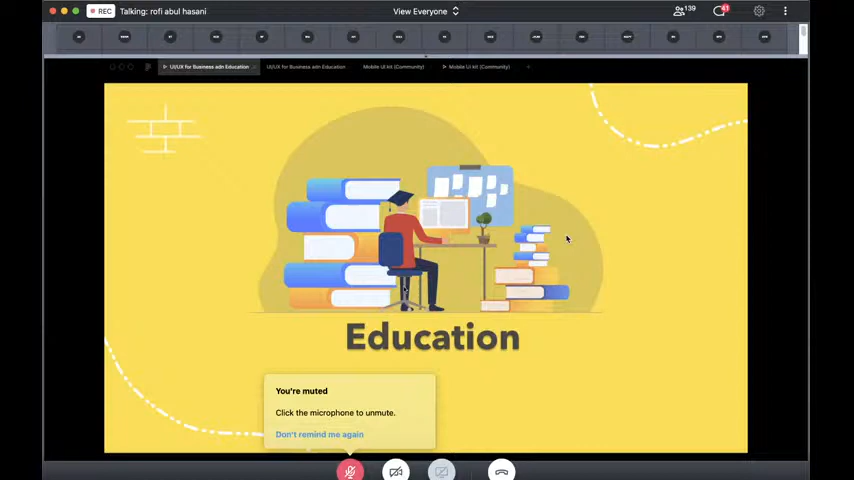 REC
Talking: rofi abul hasani
View Everyone
139
41
UI/UX for Business adn Education
UI/UX for Business adn Education
Mobile UI kit (Community)
Mobile UI kit (Community)
Education
You're muted
Click the microphone to unmute.
Don't remind me again